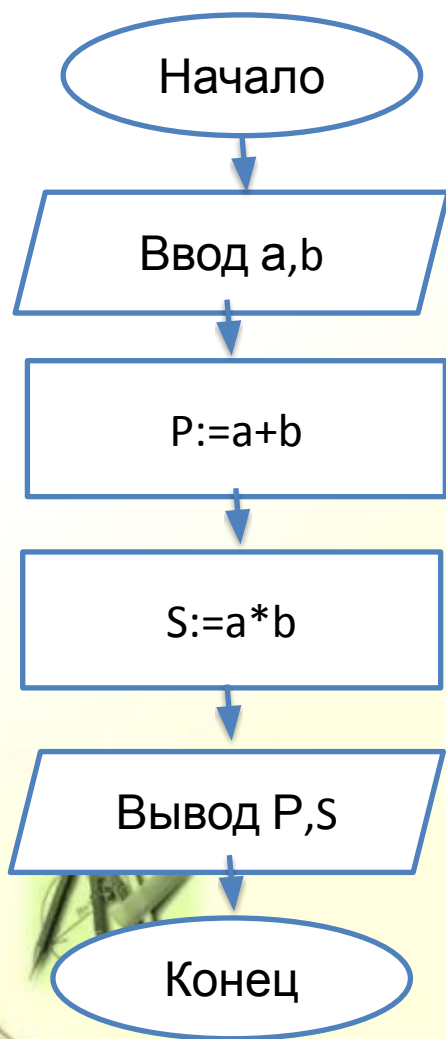 Начало
Ввод a,b
P:=a+b
S:=a*b
Вывод P,S
Конец